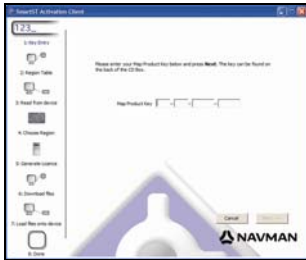 SmartST Activation Client
123_
1: Key Entry
2: Region Table
3: Read from device
4: Choose Region
5: Generate Licence
6: Download files
7: Load files onto device
8: Done
Please enter your Map Product key below and press Next. The key can be found on
the back of the CD Box.
Map Product Key
Cancel
NAVMAN